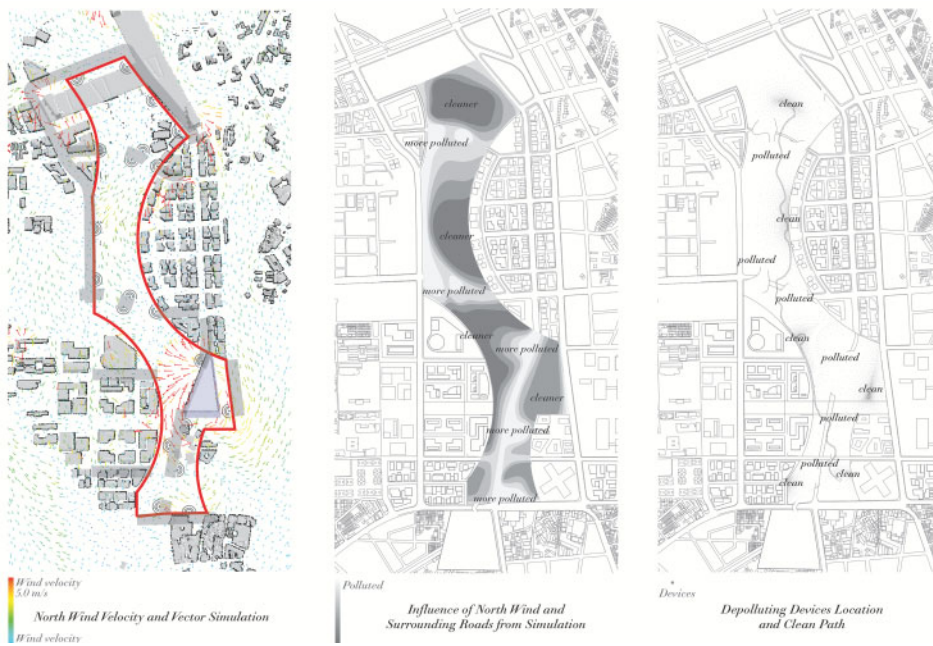 Wind velocity
5.0 m/s
North Wind Velocity and Vector Simulation
Wind velocity
cleaner
more polluted
cleaner
more polluted
cleaner
more polluted
cleaner
more polluted
more polluted
Polluted
Influence of North Wind and
Surrounding Roads from Simulation
clean
polluted
clean
polluted
polluted
clean
polluted
clean
polluted
polluted
clean
clean
Devices
Depolluting Devices Location
and Clean Path